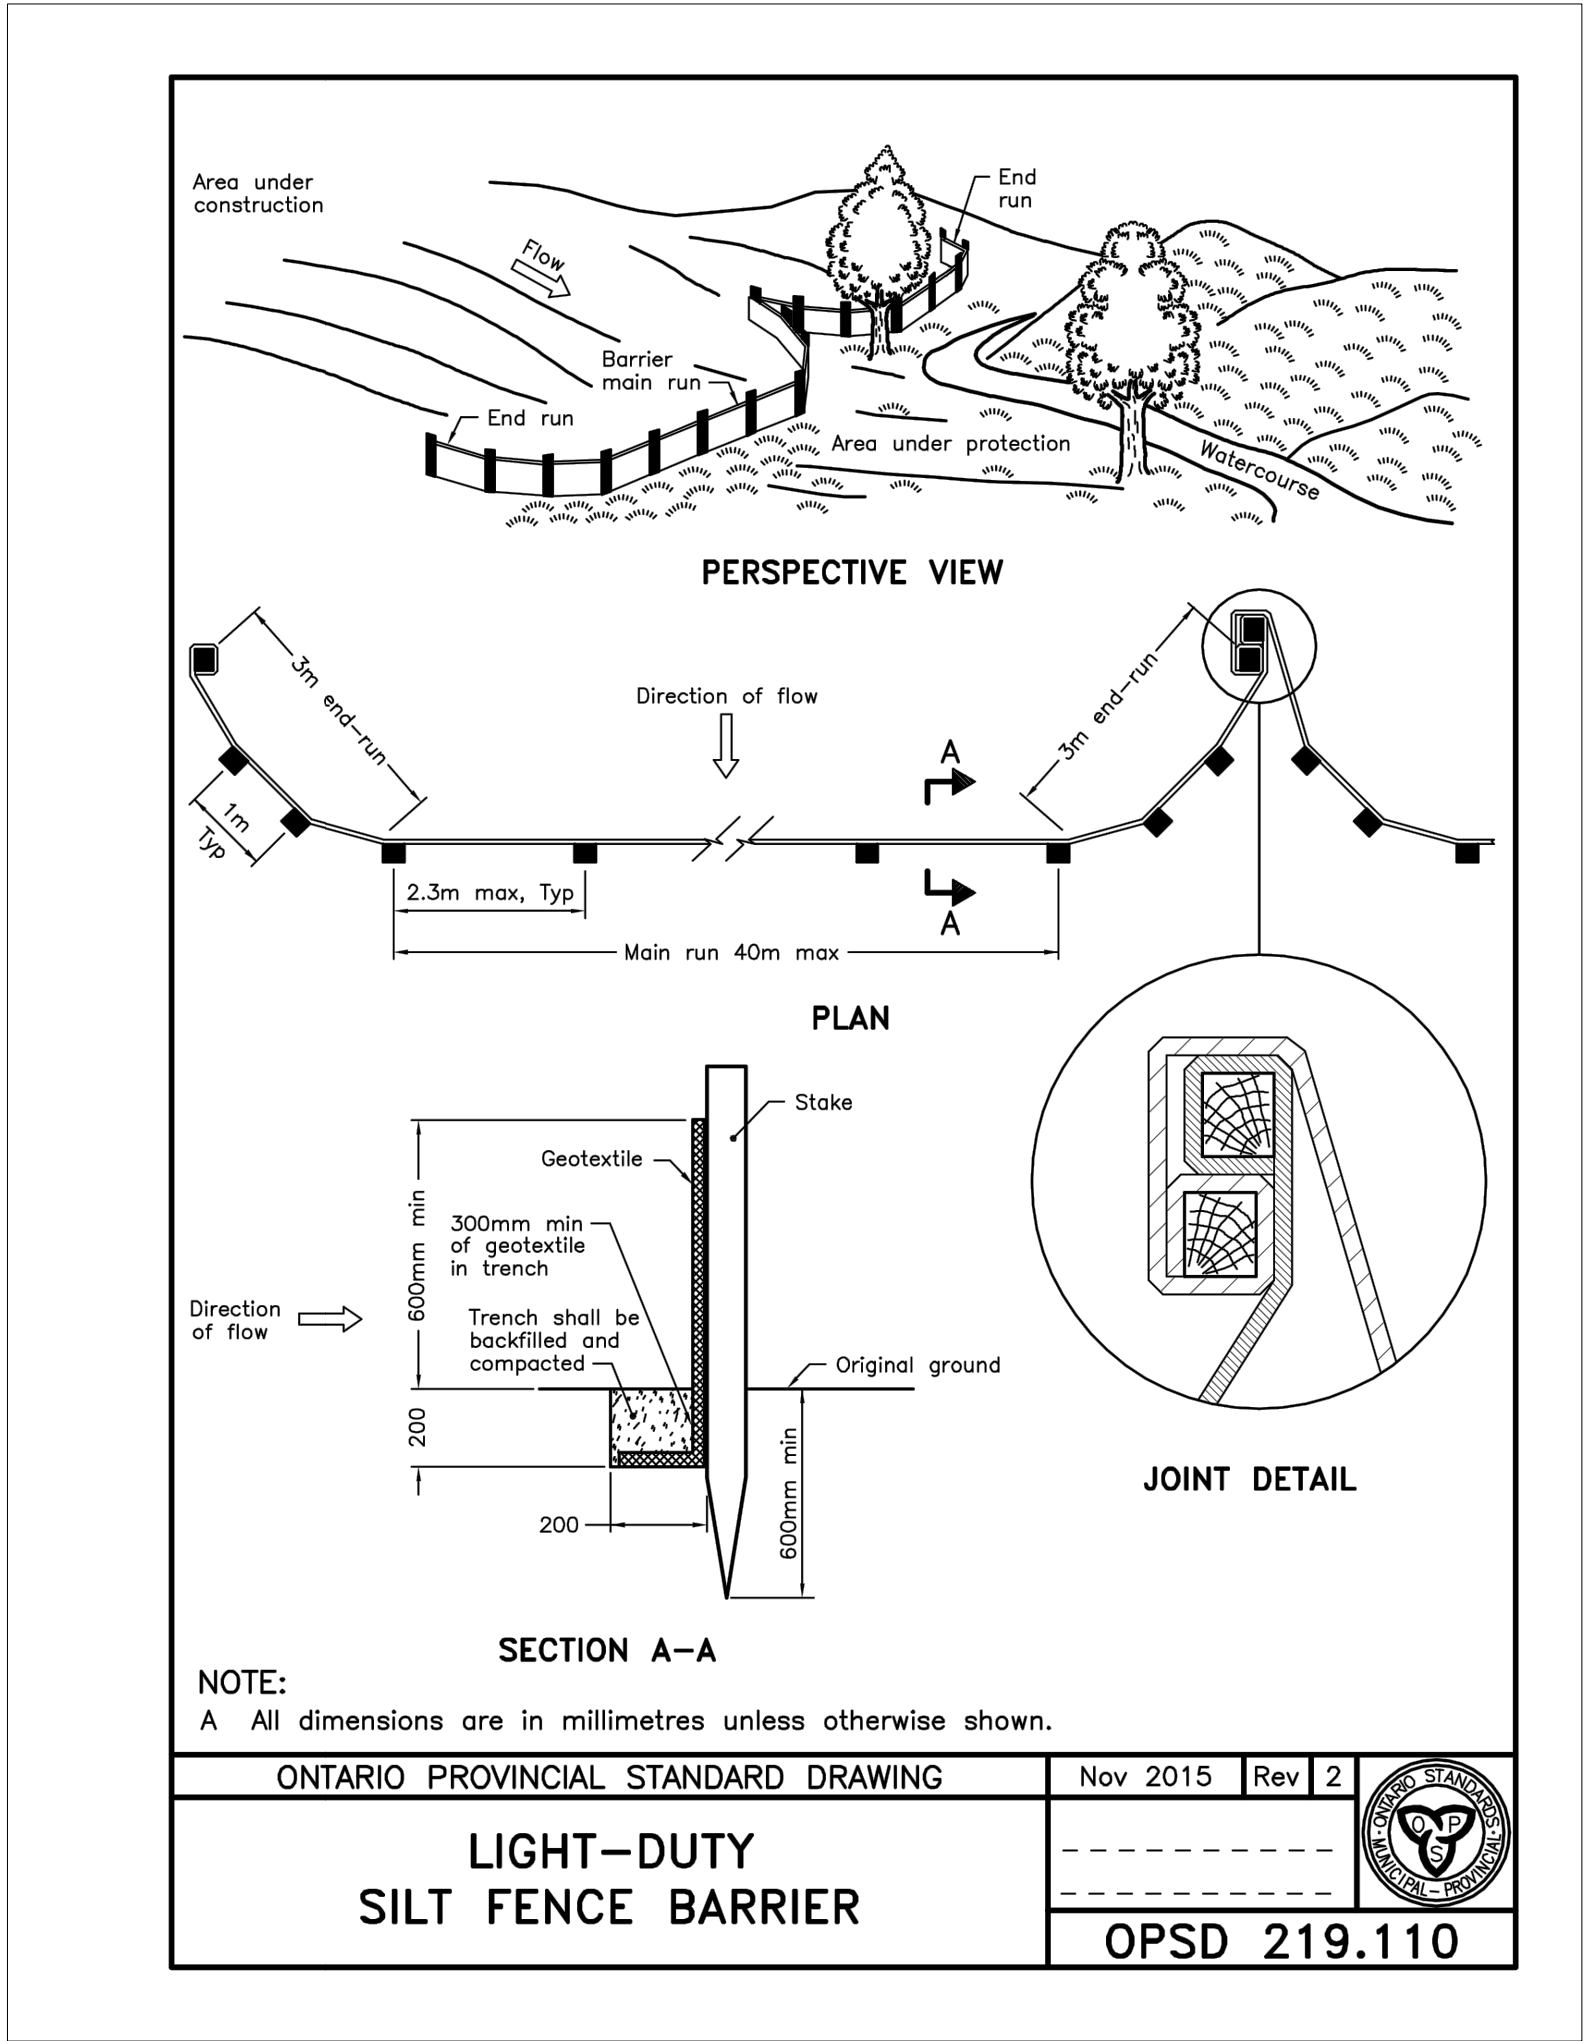 Area under
construction
Flow
End
run
Barrier
main run
End run
Area under protection
Watercourse
PERSPECTIVE VIEW
3m end-run
Direction of flow
3m end-run
A
1m
Typ
2.3m max, Typ
A
Main run 40m max
PLAN
Stake
Geotextile
600mm min
300mm min
of geotextile
in trench
Direction
of flow
Trench shall be
backfilled and
compacted
Original ground
200
600mm min
200
JOINT DETAIL
SECTION A-A
NOTE:
A All dimensions are in millimetres unless otherwise shown.
ONTARIO PROVINCIAL STANDARD DRAWING
Nov 2015
Rev
2
LIGHT-DUTY
SILT FENCE BARRIER
ONTARIO STANDARDS
MUNICIPAL - PROVINCIAL
O P
S
OPSD 219.110